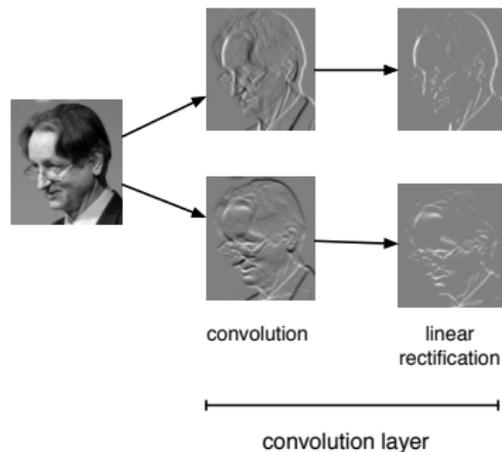 convolution
linear
rectification
convolution layer